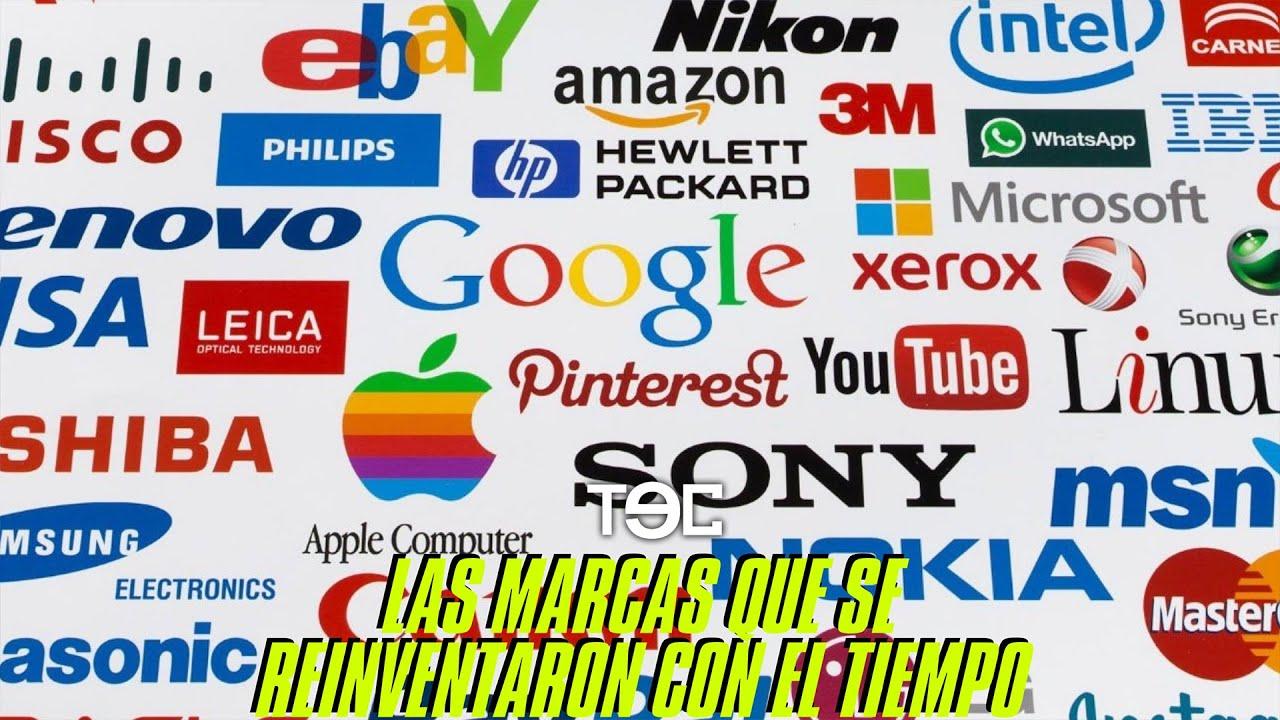 ebay
Nikon
intel
CARNE
amazon
3M
ISCO
PHILIPS
hp HEWLETT
PACKARD
WhatsApp
IB
enovo
Google
Microsoft
xerox
Sony Er
ISA
LEICA
OPTICAL TECHNOLOGY
Pinterest
YouTube
Linu
SHIBA
SONY
msn
TEC
MSUNG
ELECTRONICS
Apple Computer
NOKIA
MasterC
LAS MARCAS QUE SE
REINVENTARON CON EL TIEMPO
asonic